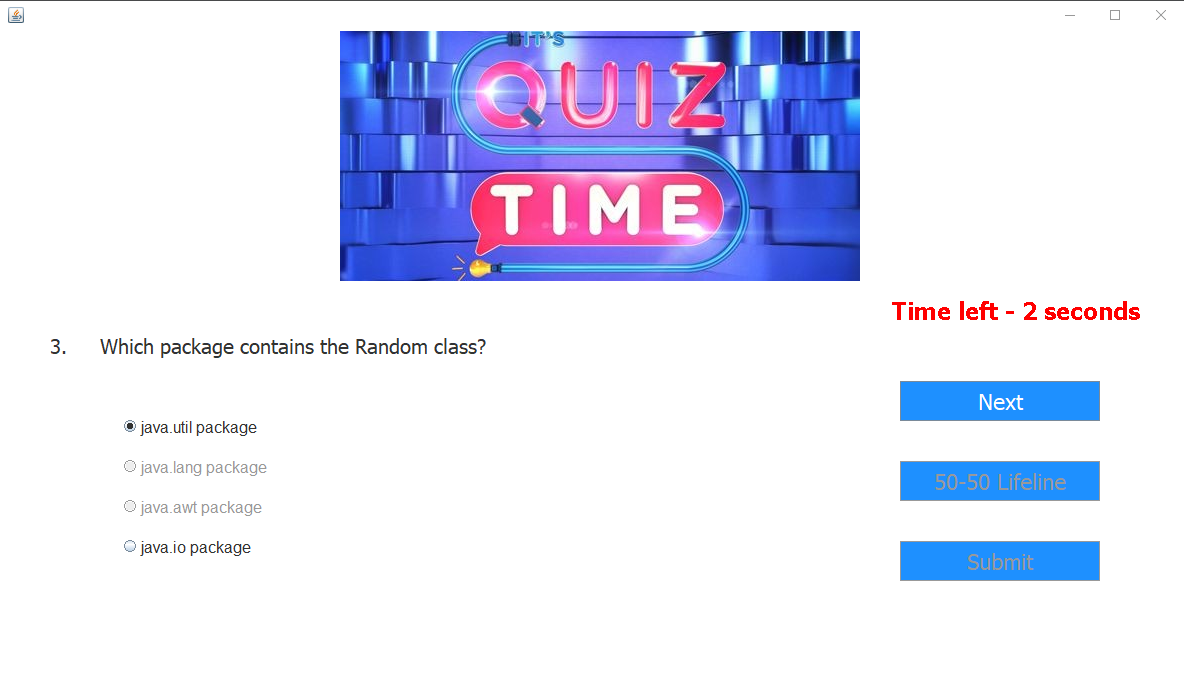 IT'S
QUIZ
TIME
Time left - 2 seconds
3. Which package contains the Random class?
Next
java.util package
java.lang package
50-50 Lifeline
java.awt package
java.io package
Submit